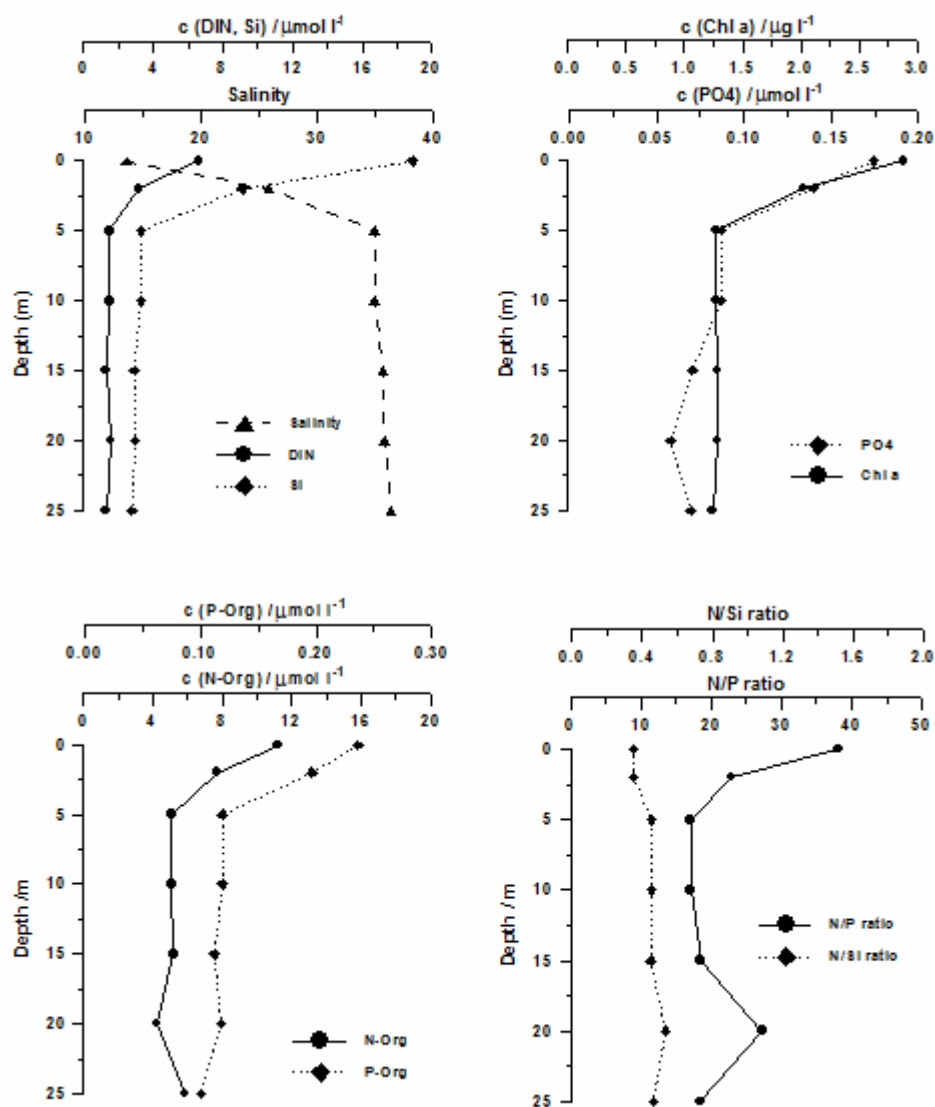 c (DIN, Si) / μmol l⁻¹
0 4 8 12 16 20
Salinity
10 20 30 40
0
5
10
15
20
25
Depth (m)
Salinity
DIN
Si
c (Chl a) / μg l⁻¹
0.0 0.5 1.0 1.5 2.0 2.5 3.0
c (PO4) / μmol l⁻¹
0.00 0.05 0.10 0.15 0.20
0
5
10
15
20
25
Depth (m)
PO4
Chl a
c (P-Org) / μmol l⁻¹
0.00 0.10 0.20 0.30
c (N-Org) / μmol l⁻¹
0 4 8 12 16 20
0
5
10
15
20
25
Depth /m
N-Org
P-Org
N/Si ratio
0.0 0.4 0.8 1.2 1.6 2.0
N/P ratio
0 10 20 30 40 50
0
5
10
15
20
25
Depth /m
N/P ratio
N/Si ratio